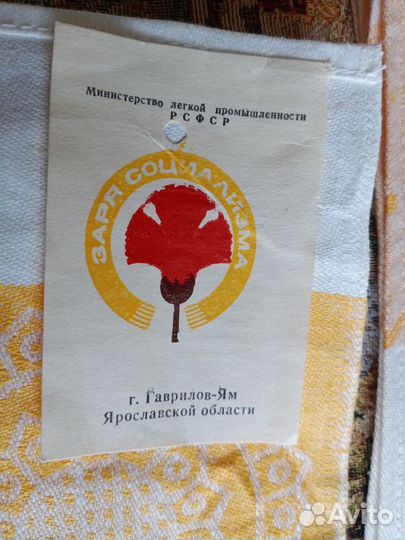 Министерство легкой промышленности
РСФСР
ЗАРЯ СОЦИАЛИЗМА
г. Гаврилов-Ям
Ярославской области
Avito